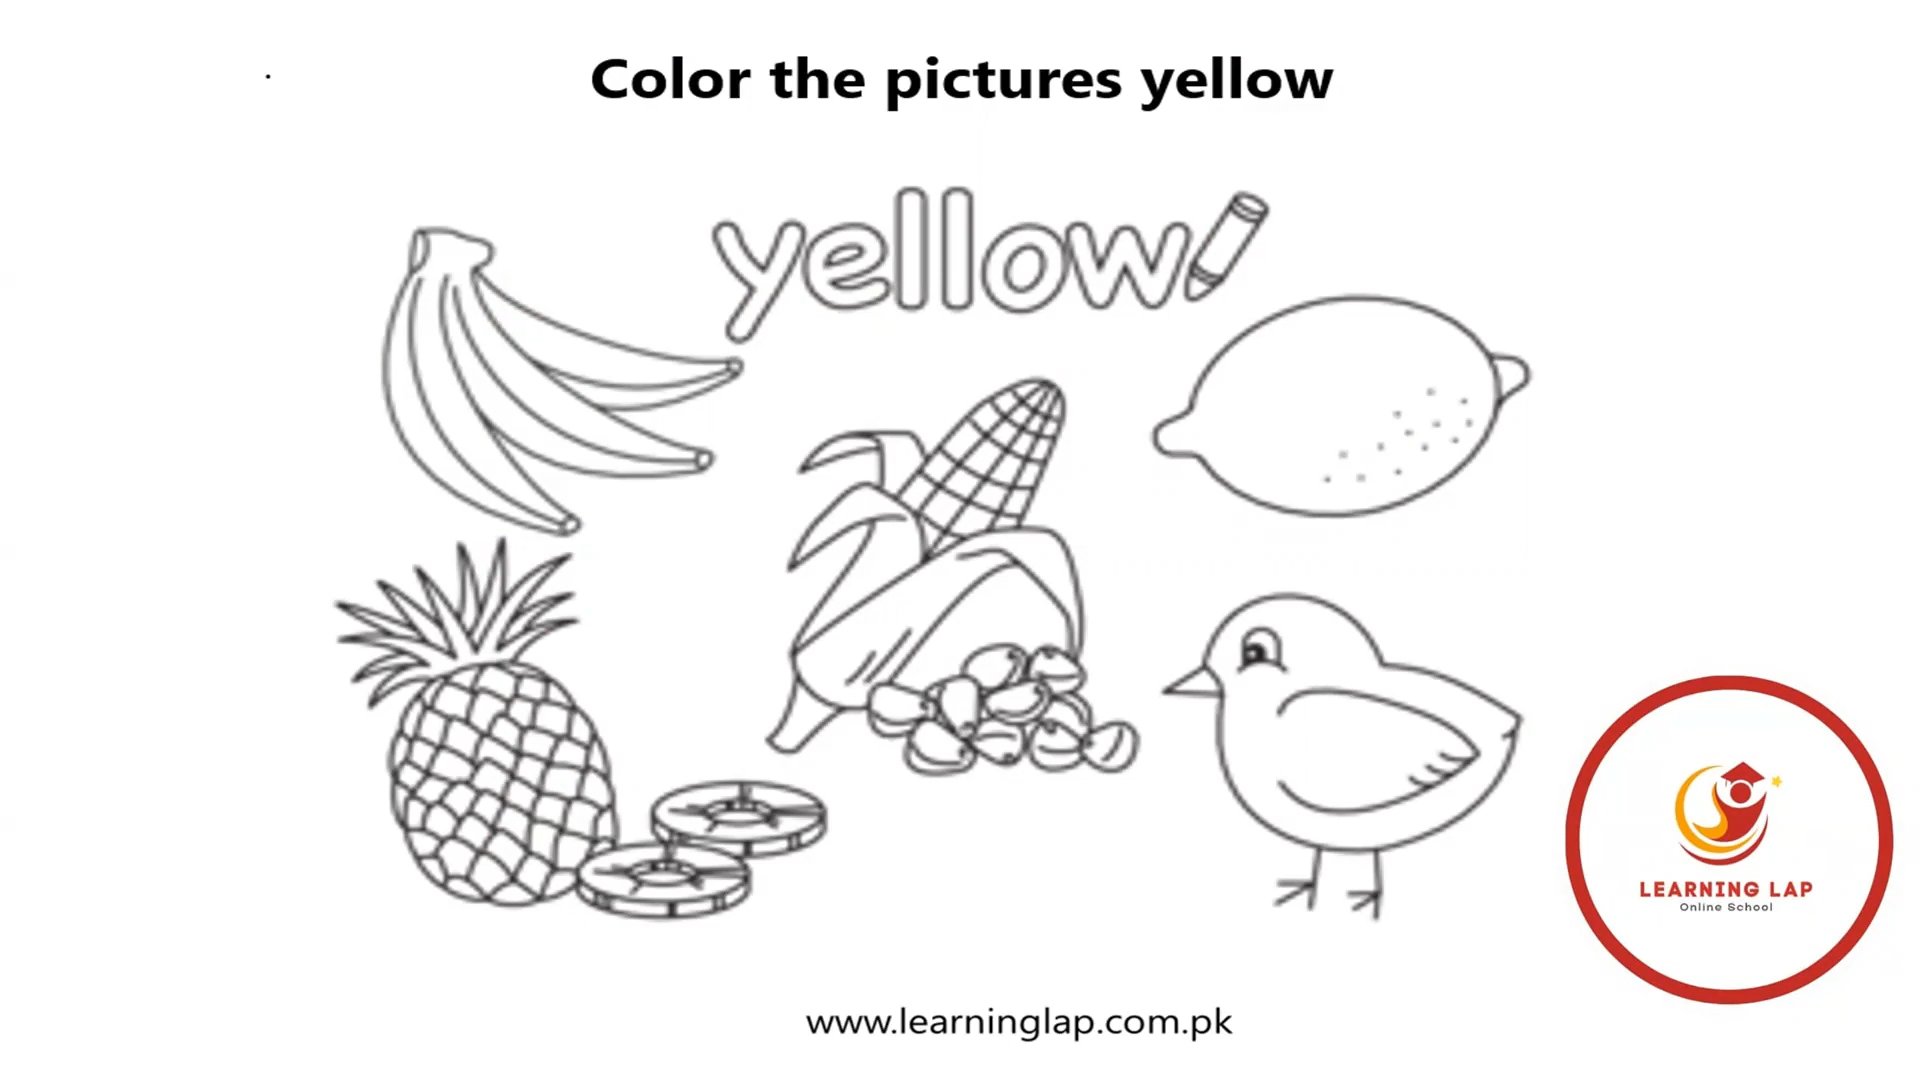 Color the pictures yellow
yellow
LEARNING LAP
Online School
www.learninglap.com.pk